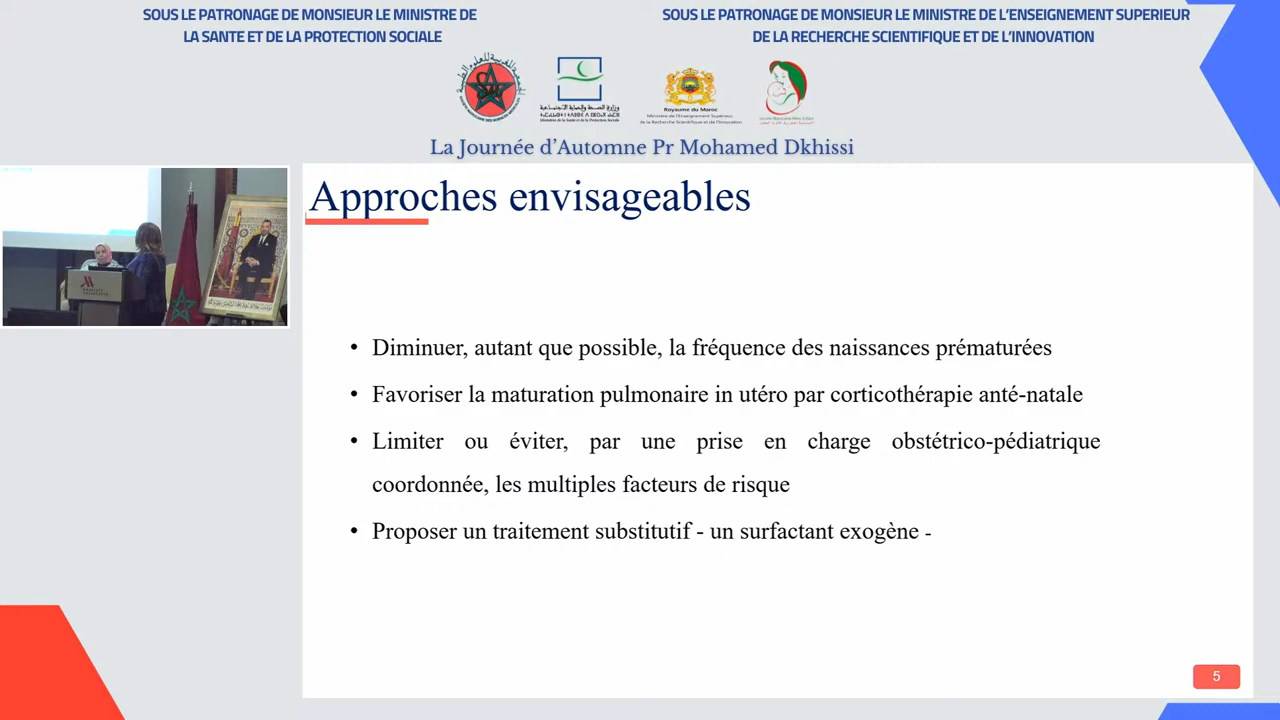 SOUS LE PATRONAGE DE MONSIEUR LE MINISTRE DE
LA SANTE ET DE LA PROTECTION SOCIALE
SOUS LE PATRONAGE DE MONSIEUR LE MINISTRE DE L'ENSEIGNEMENT SUPERIEUR
DE LA RECHERCHE SCIENTIFIQUE ET DE L'INNOVATION
Royaume du Maroc
La Journée d'Automne Pr Mohamed Dkhissi
Approches envisageables
• Diminuer, autant que possible, la fréquence des naissances prématurées
• Favoriser la maturation pulmonaire in utéro par corticothérapie anté-natale
• Limiter ou éviter, par une prise en charge obstétrico-pédiatrique
coordonnée, les multiples facteurs de risque
• Proposer un traitement substitutif - un surfactant exogène -
5